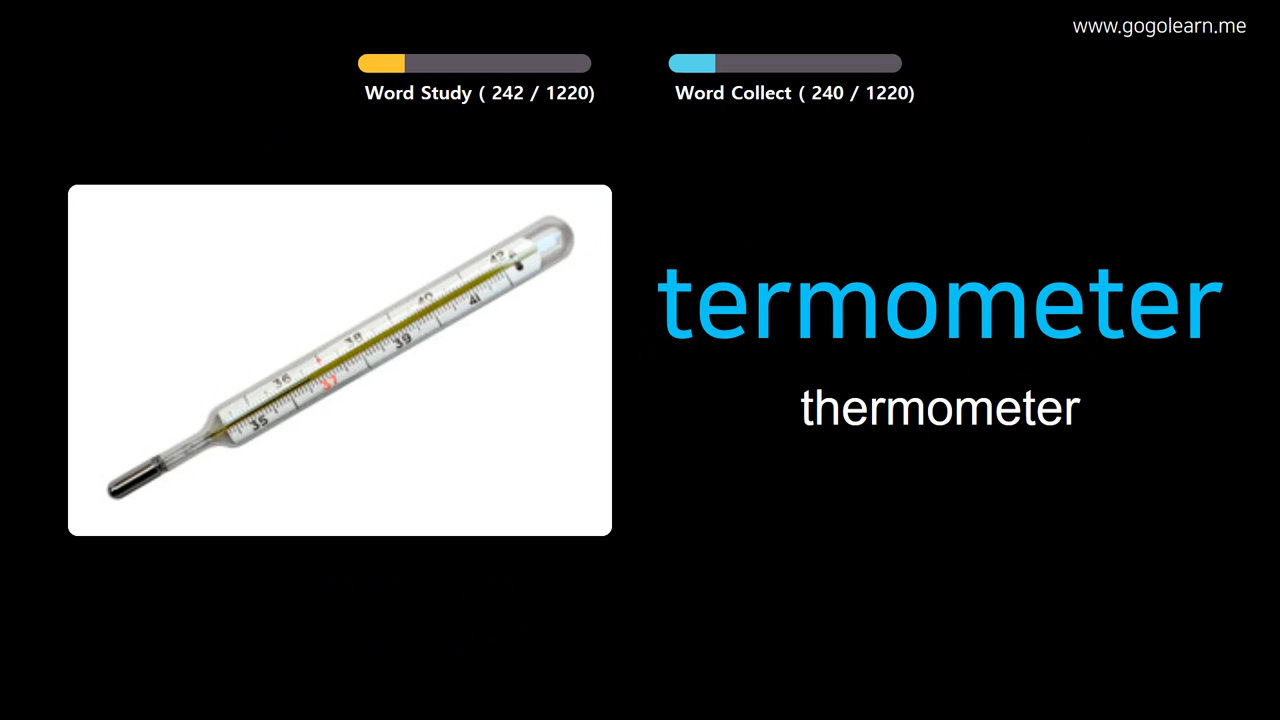 www.gogolearn.me
Word Study ( 242 / 1220)
Word Collect ( 240 / 1220)
termometer
thermometer
42
40
41
38
39
36
37
35